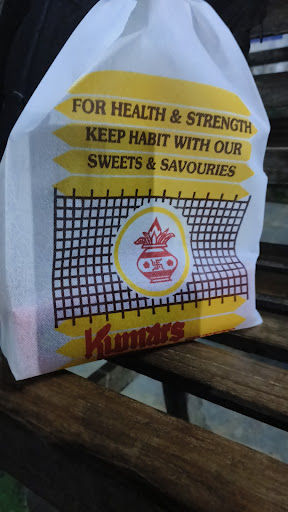 FOR HEALTH & STRENGTH
KEEP HABIT WITH OUR
SWEETS & SAVOURIES
Kumars